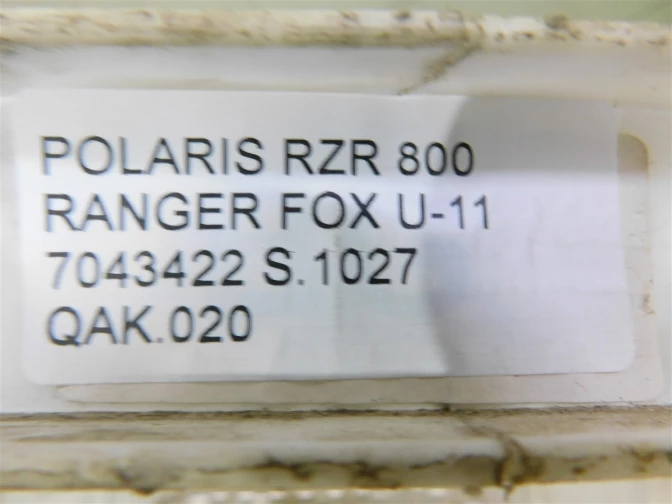 POLARIS RZR 800
RANGER FOX U-11
7043422 S.1027
QAK.020